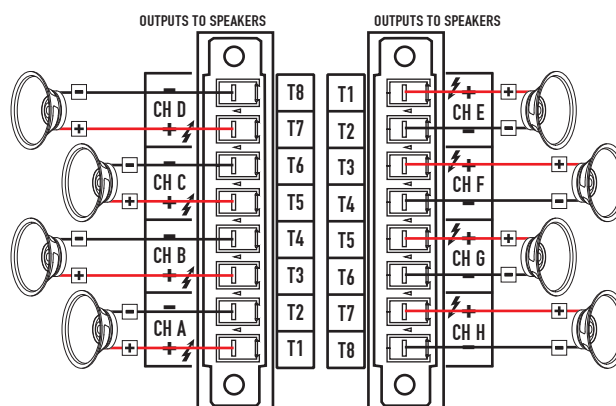 OUTPUTS TO SPEAKERS
OUTPUTS TO SPEAKERS
- - T8 T1 + +
CH D CH E
+ + T7 T2 - -
- - T6 T3 + +
CH C CH F
+ + T5 T4 - -
- - T4 T5 + +
CH B CH G
+ + T3 T6 - -
- - T2 T7 + +
CH A CH H
+ + T1 T8 - -